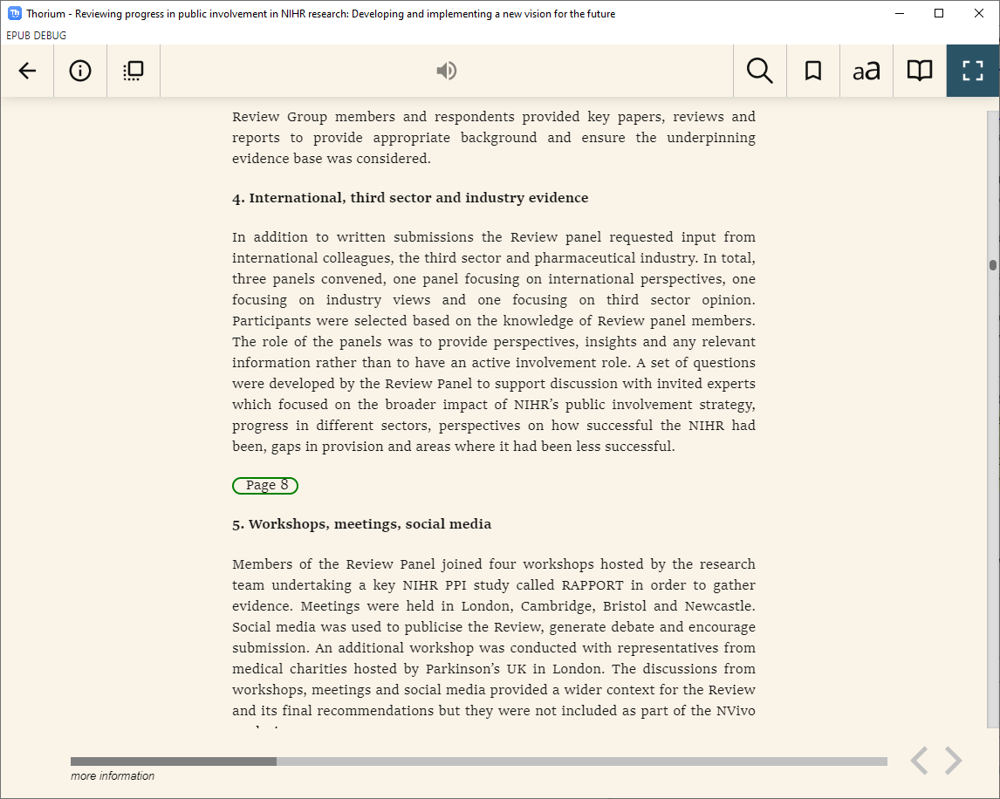 Thorium - Reviewing progress in public involvement in NIHR research: Developing and implementing a new vision for the future
EPUB DEBUG
aa
Review Group members and respondents provided key papers, reviews and
reports to provide appropriate background and ensure the underpinning
evidence base was considered.
4. International, third sector and industry evidence
In addition to written submissions the Review panel requested input from
international colleagues, the third sector and pharmaceutical industry. In total,
three panels convened, one panel focusing on international perspectives, one
focusing on industry views and one focusing on third sector opinion.
Participants were selected based on the knowledge of Review panel members.
The role of the panels was to provide perspectives, insights and any relevant
information rather than to have an active involvement role. A set of questions
were developed by the Review Panel to support discussion with invited experts
which focused on the broader impact of NIHR’s public involvement strategy,
progress in different sectors, perspectives on how successful the NIHR had
been, gaps in provision and areas where it had been less successful.
Page 8
5. Workshops, meetings, social media
Members of the Review Panel joined four workshops hosted by the research
team undertaking a key NIHR PPI study called RAPPORT in order to gather
evidence. Meetings were held in London, Cambridge, Bristol and Newcastle.
Social media was used to publicise the Review, generate debate and encourage
submission. An additional workshop was conducted with representatives from
medical charities hosted by Parkinson’s UK in London. The discussions from
workshops, meetings and social media provided a wider context for the Review
and its final recommendations but they were not included as part of the NVivo
more information